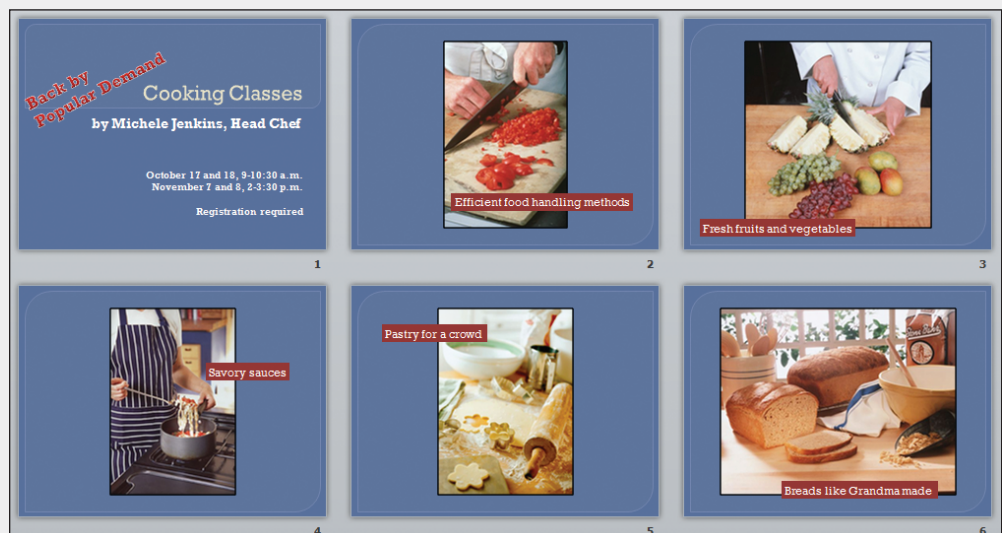 Back by
Popular Demand
Cooking Classes
by Michele Jenkins, Head Chef
October 17 and 18, 9-10:30 a.m.
November 7 and 8, 2-3:30 p.m.
Registration required
1
Efficient food handling methods
2
Fresh fruits and vegetables
3
Savory sauces
4
Pastry for a crowd
5
Breads like Grandma made
6